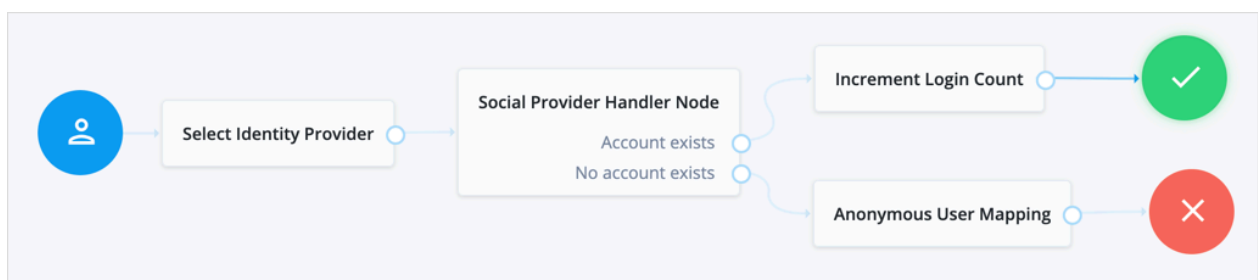 Select Identity Provider
Social Provider Handler Node
Account exists
No account exists
Increment Login Count
Anonymous User Mapping